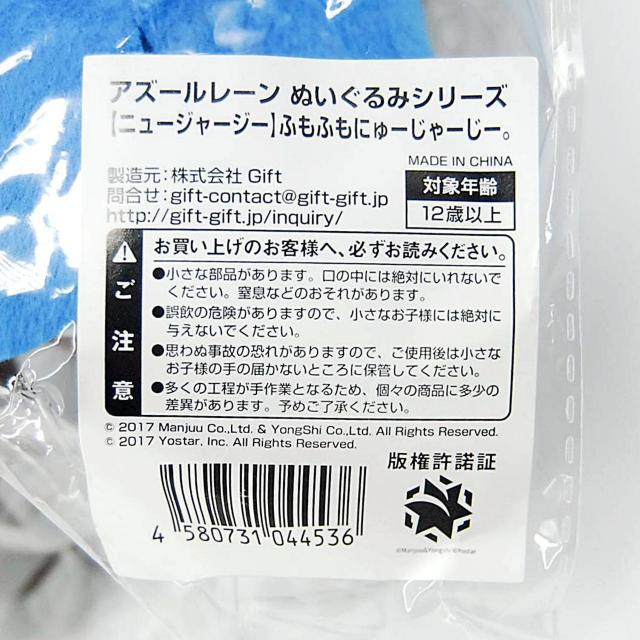 アズールレーン ぬいぐるみシリーズ
【ニュージャージー】ふもふもにゅーじゃーじー。
MADE IN CHINA
製造元：株式会社 Gift
問合せ：gift-contact@gift-gift.jp
http://gift-gift.jp/inquiry/
対象年齢
12歳以上
ご注意
お買い上げのお客様へ、必ずお読みください。
●小さな部品があります。口の中には絶対にいれないで
ください。窒息などのおそれがあります。
●誤飲の危険がありますので、小さなお子様には絶対に
与えないでください。
●思わぬ事故の恐れがありますので、ご使用後は小さな
お子様の手の届かないところに保管してください。
●多くの工程が手作業となるため、個々の商品に多少の
差異があります。予めご了承ください。
© 2017 Manjuu Co.,Ltd. & YongShi Co.,Ltd. All Rights Reserved.
© 2017 Yostar, Inc. All Rights Reserved.
版権許諾証
4 580731 044536
©Manjuu&Yongshi ©Yostar